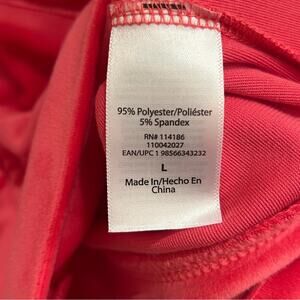 95% Polyester/Poliéster
5% Spandex
RN# 114186
110042027
EAN/UPC 1 98566343232
L
Made In/Hecho En
China